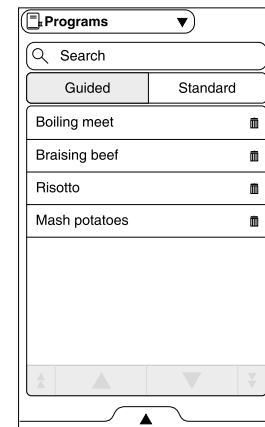 Programs
Search
Guided Standard
Boiling meet
Braising beef
Risotto
Mash potatoes